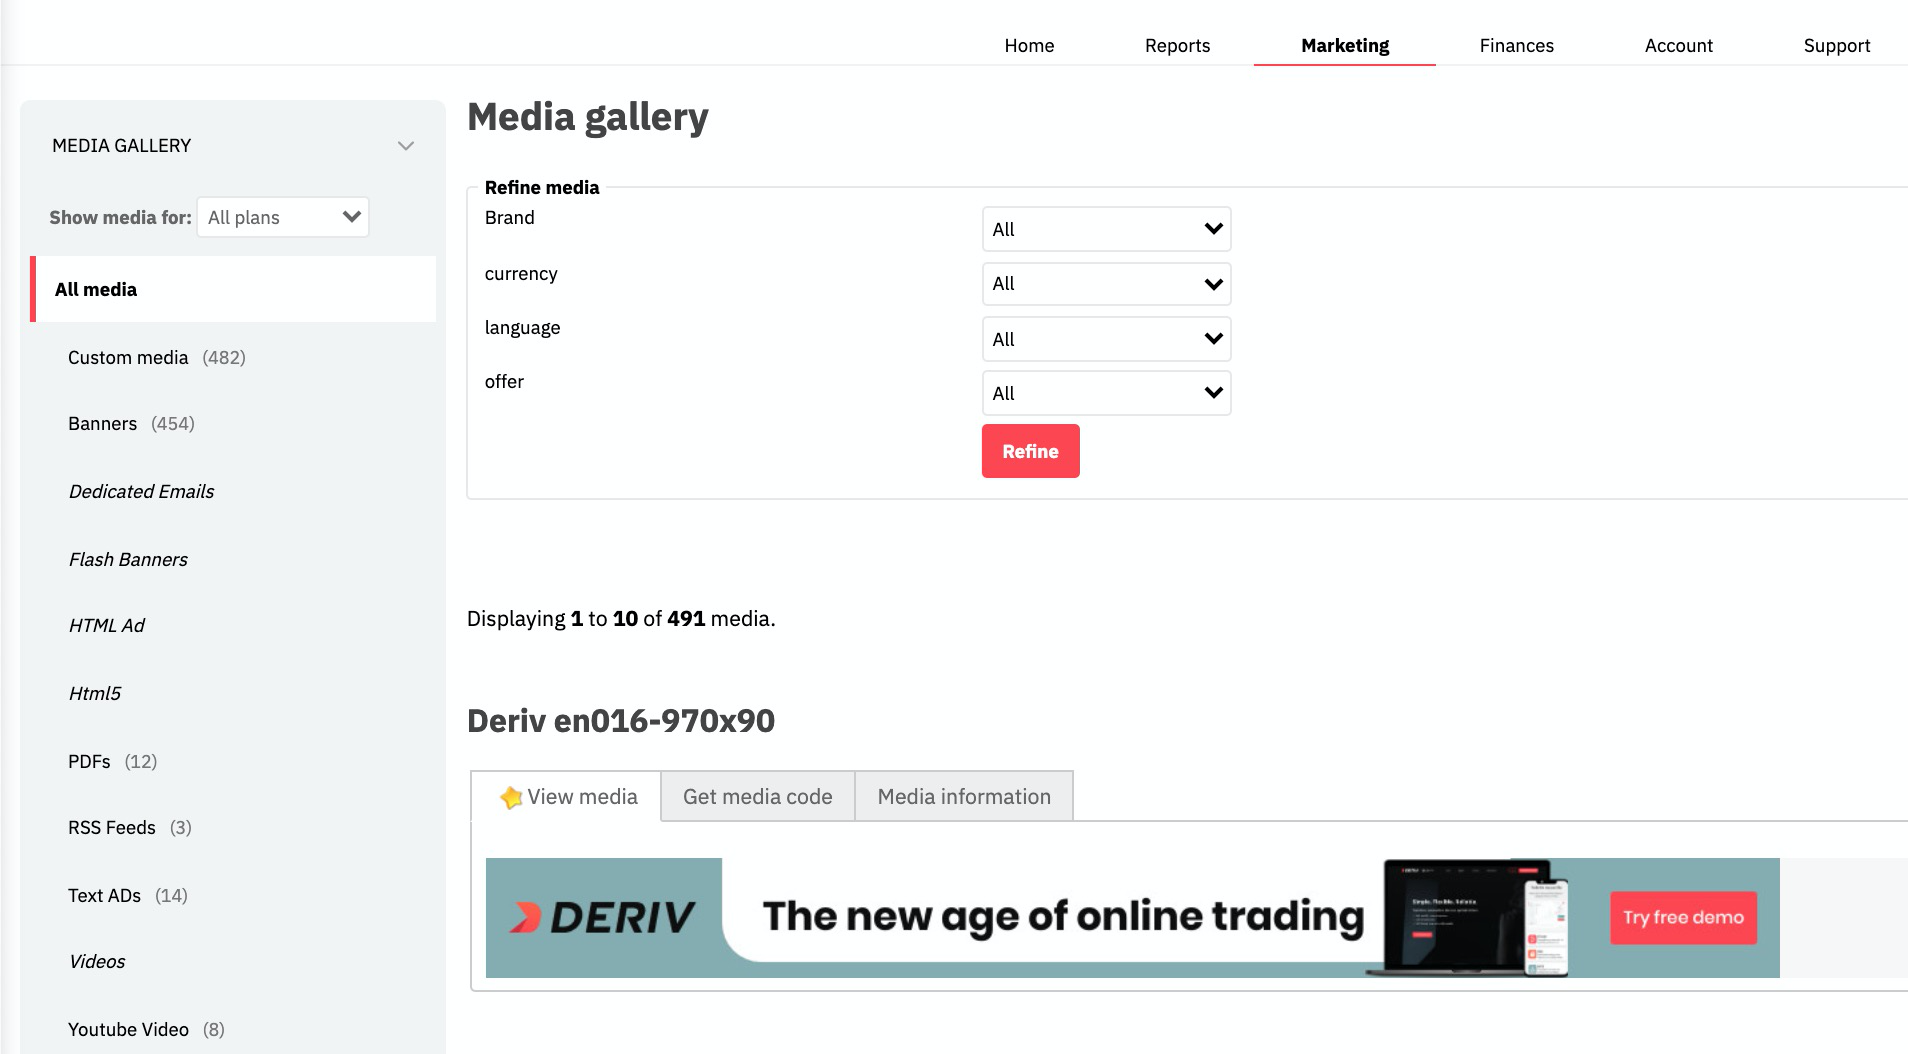 Home Reports Marketing Finances Account Support
MEDIA GALLERY
Show media for: All plans
All media
Custom media (482)
Banners (454)
Dedicated Emails
Flash Banners
HTML Ad
Html5
PDFs (12)
RSS Feeds (3)
Text ADs (14)
Videos
Youtube Video (8)
Media gallery
Refine media
Brand All
currency All
language All
offer All
Refine
Displaying 1 to 10 of 491 media.
Deriv en016-970x90
View media Get media code Media information
DERIV The new age of online trading Try free demo
Simple. Flexible. Reliable.